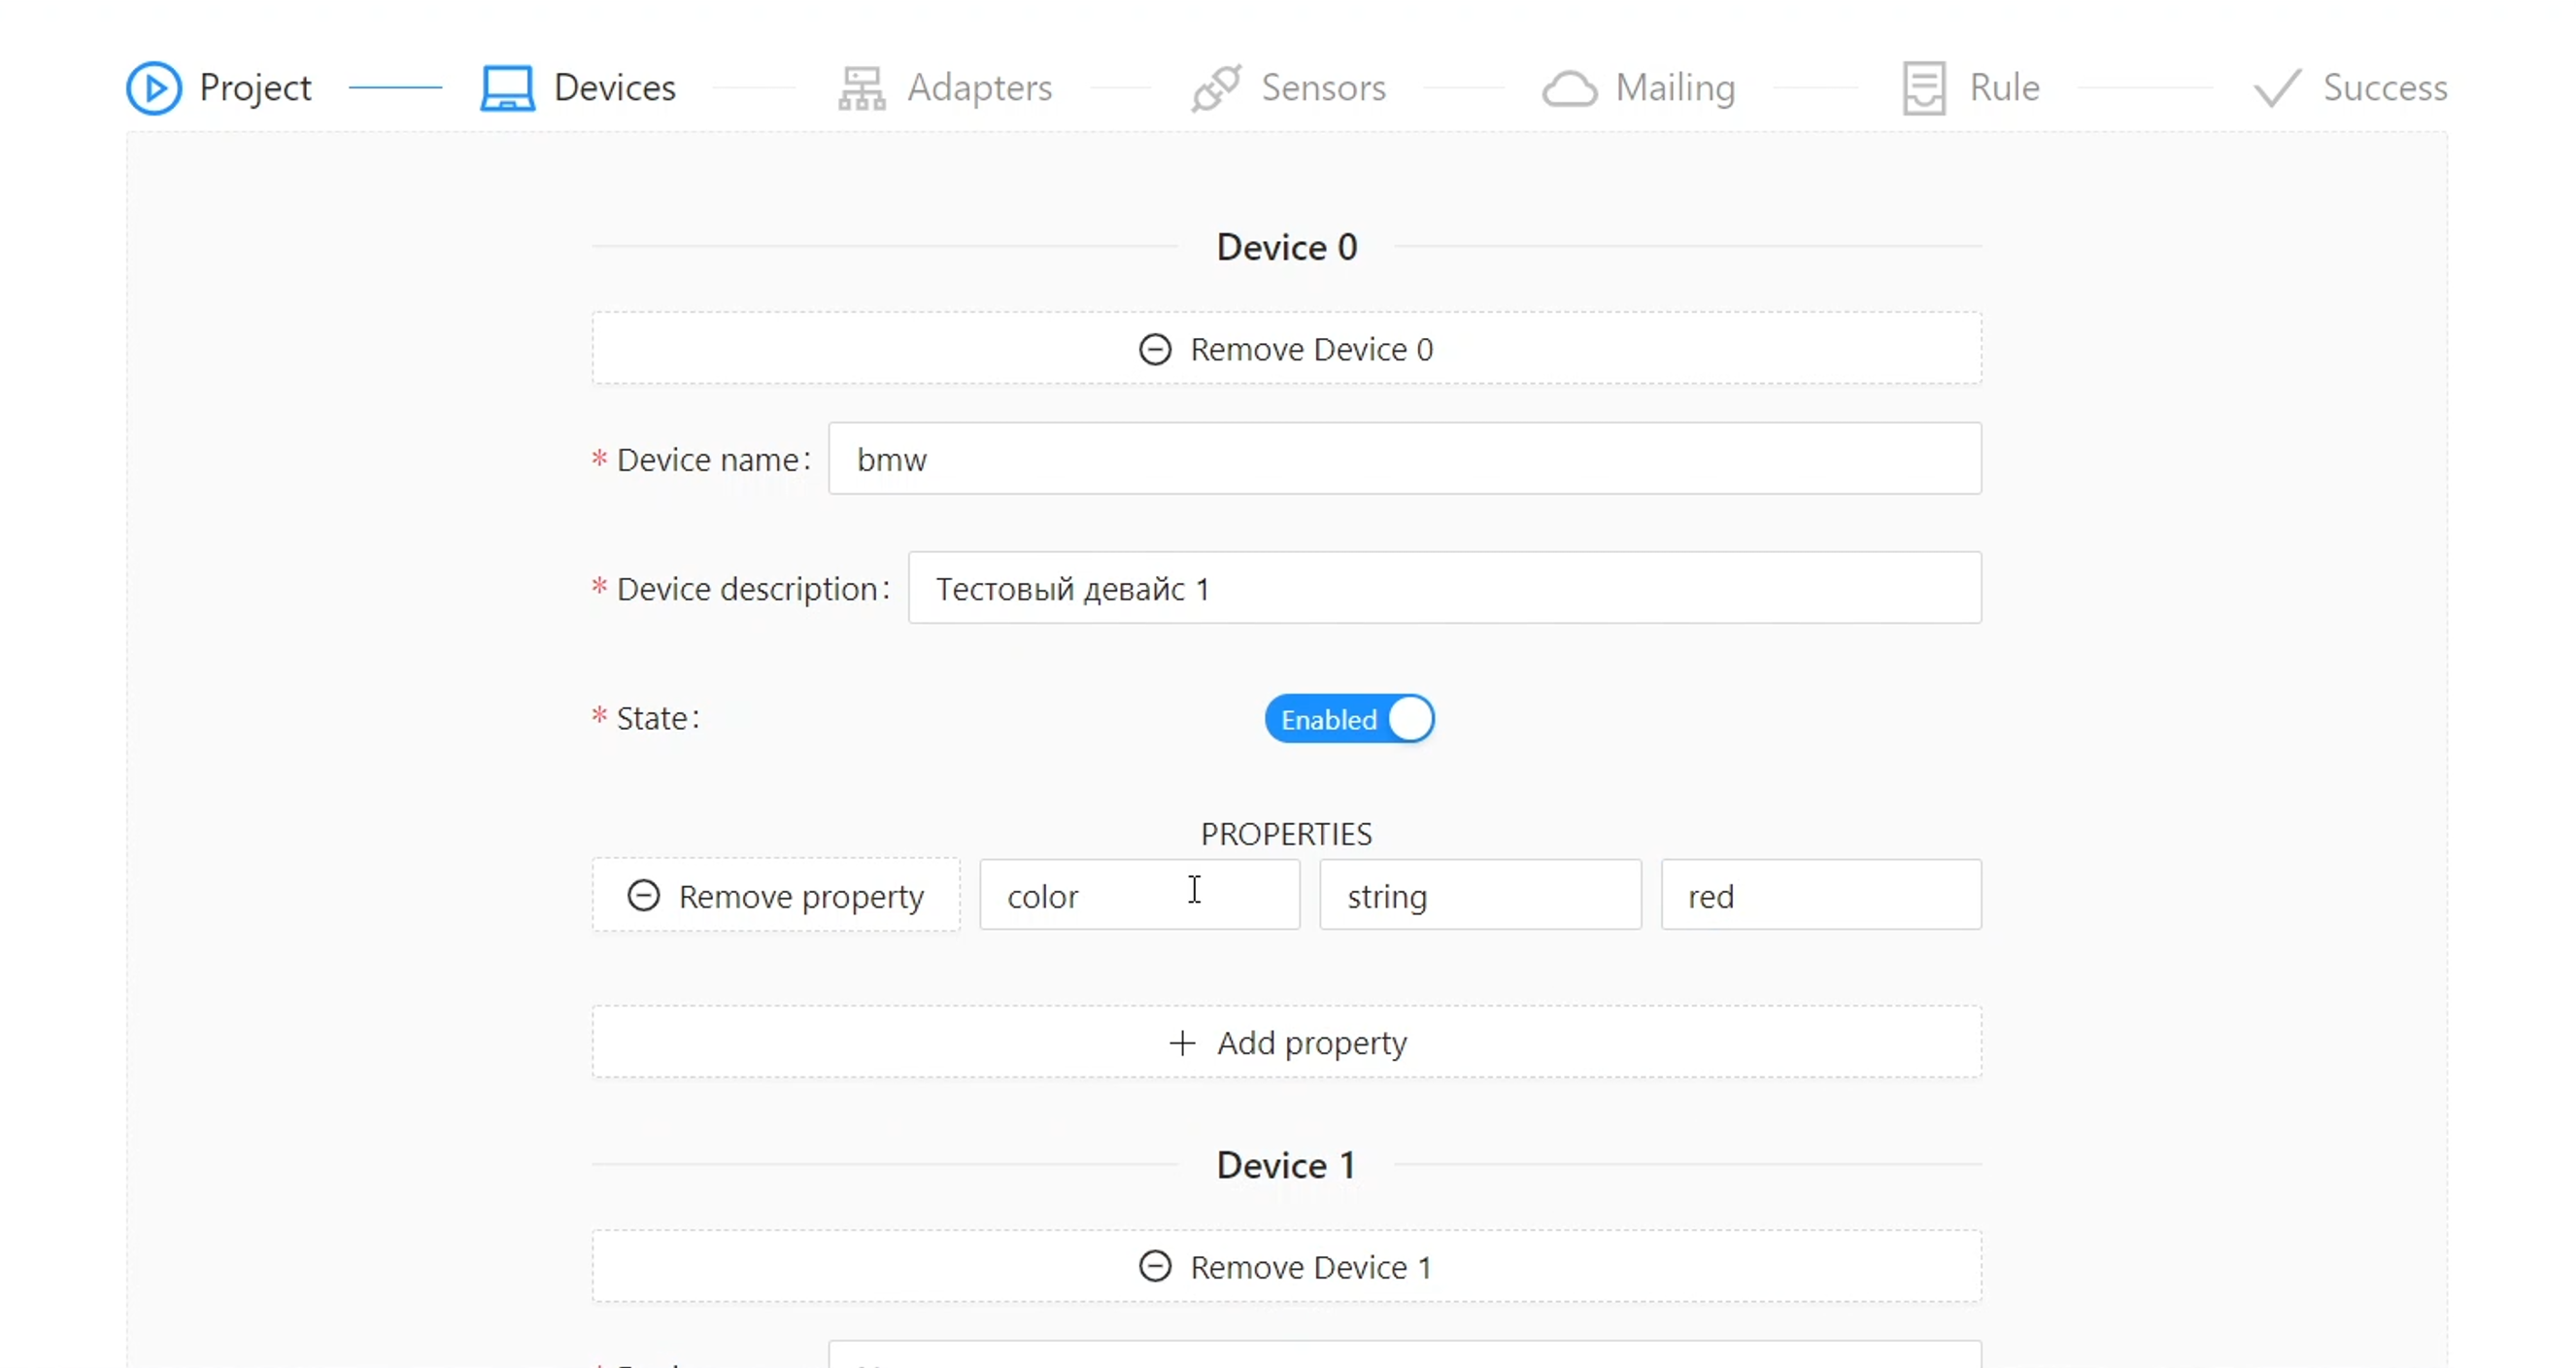 Project Devices Adapters Sensors Mailing Rule Success
Device 0
Remove Device 0
* Device name: bmw
* Device description: Тестовый девайс 1
* State: Enabled
PROPERTIES
Remove property color string red
+ Add property
Device 1
Remove Device 1